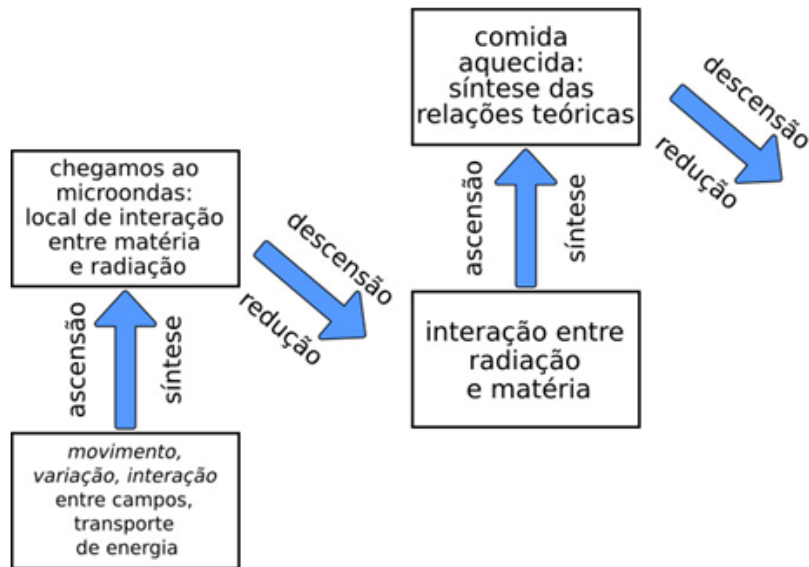 movimento,
variação, interação
entre campos,
transporte
de energia
ascensão
síntese
chegamos ao
microondas:
local de interação
entre matéria
e radiação
descensão
redução
interação entre
radiação
e matéria
ascensão
síntese
comida
aquecida:
síntese das
relações teóricas
descensão
redução